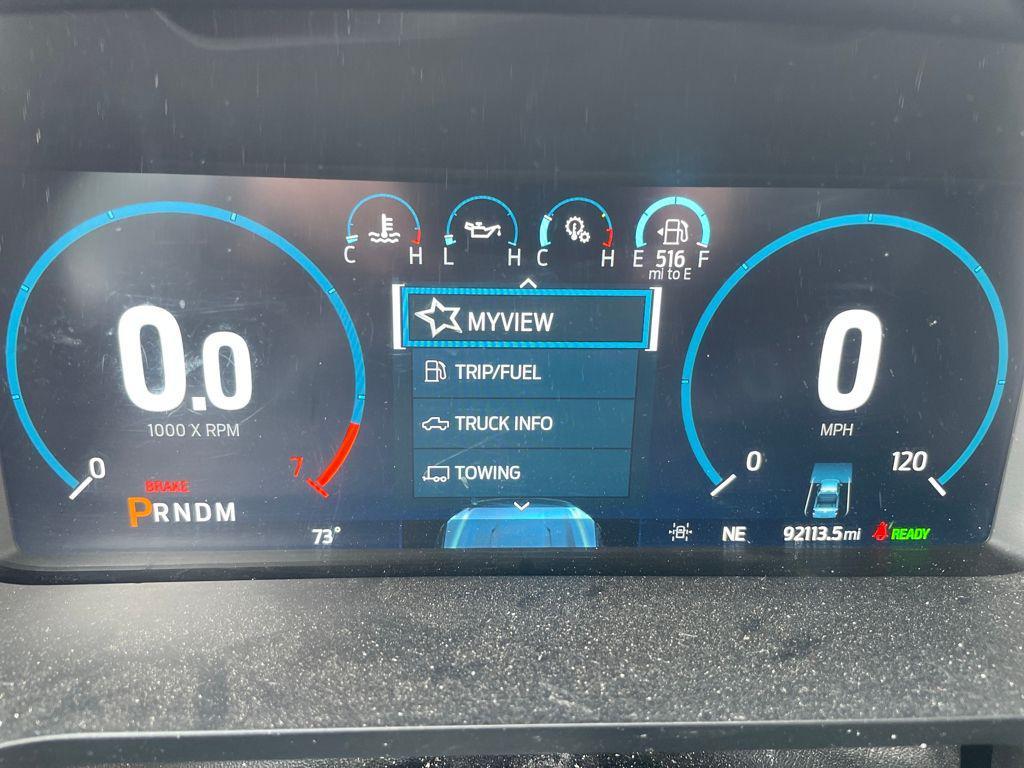 C H
L H
C H
E 516 F
mi to E
MYVIEW
TRIP/FUEL
TRUCK INFO
TOWING
0.0
1000 X RPM
0
7
BRAKE
PRNDM
73°
0
MPH
0
120
NE
92113.5mi
READY